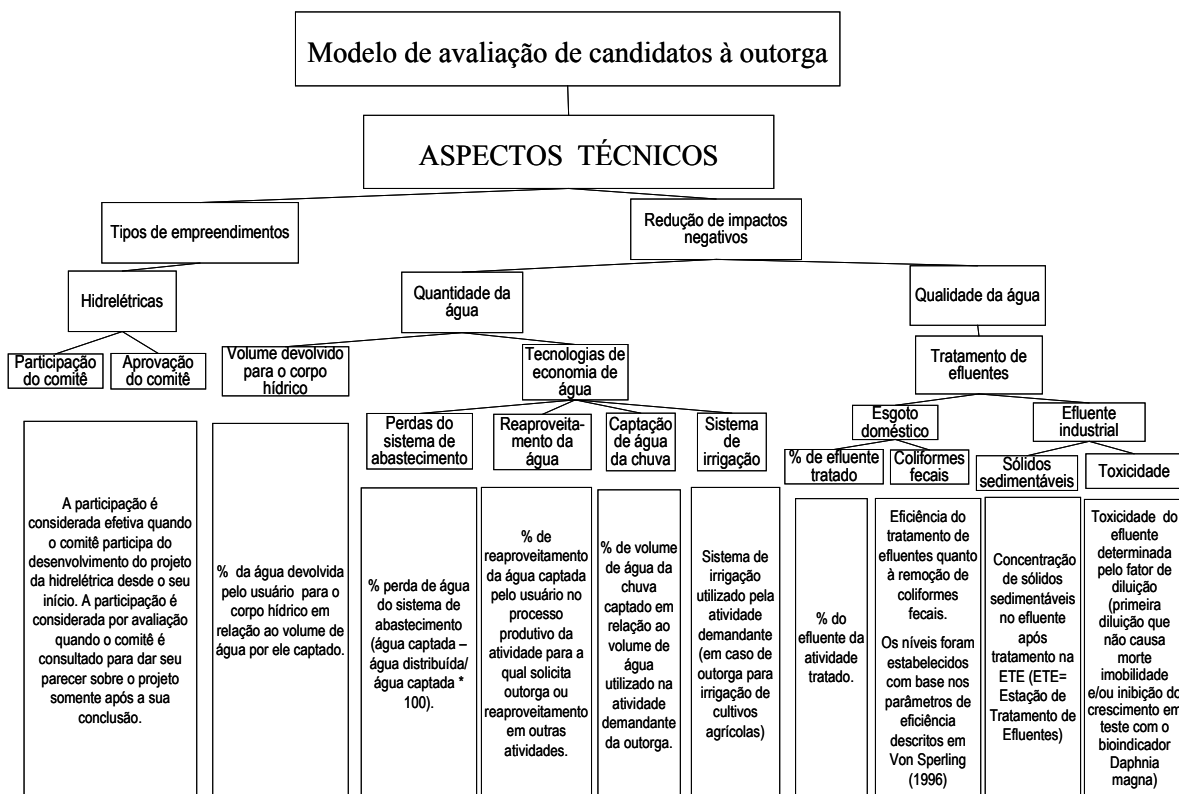 Modelo de avaliação de candidatos à outorga
ASPECTOS TÉCNICOS
Tipos de empreendimentos
Redução de impactos
negativos
Hidrelétricas
Quantidade da
água
Qualidade da água
Participação
do comitê
Aprovação
do comitê
Volume devolvido
para o corpo
hídrico
Tecnologias de
economia de
água
Tratamento de
efluentes
Perdas do
sistema de
abastecimento
Reaproveita-
mento da
água
Captação
de água
da chuva
Sistema
de
irrigação
Esgoto
doméstico
Efluente
industrial
% de efluente
tratado
Coliformes
fecais
Sólidos
sedimentáveis
Toxicidade
A participação é
considerada efetiva quando
o comitê participa do
desenvolvimento do projeto
da hidrelétrica desde o seu
início. A participação é
considerada por avaliação
quando o comitê é
consultado para dar seu
parecer sobre o projeto
somente após a sua
conclusão.
% da água devolvida
pelo usuário para o
corpo hídrico em
relação ao volume de
água por ele captado.
% perda de água
do sistema de
abastecimento
(água captada –
água distribuída/
água captada *
100).
% de
reaproveitamento
da água captada
pelo usuário no
processo
produtivo da
atividade para a
qual solicita
outorga ou
reaproveitamento
em outras
atividades.
% de volume
de água da
chuva
captado em
relação ao
volume de
água
utilizado na
atividade
demandante
da outorga.
Sistema de
irrigação
utilizado pela
atividade
demandante
(em caso de
outorga para
irrigação de
cultivos
agrícolas)
% do
efluente da
atividade
tratado.
Eficiência do
tratamento de
efluentes quanto
à remoção de
coliformes
fecais.
Os níveis foram
estabelecidos
com base nos
parâmetros de
eficiência
descritos em
Von Sperling
(1996)
Concentração
de sólidos
sedimentáveis
no efluente
após
tratamento na
ETE (ETE=
Estação de
Tratamento de
Efluentes)
Toxicidade do
efluente
determinada
pelo fator de
diluição
(primeira
diluição que
não causa
morte
imobilidade
e/ou inibição do
crescimento em
teste com o
bioindicador
Daphnia
magna)